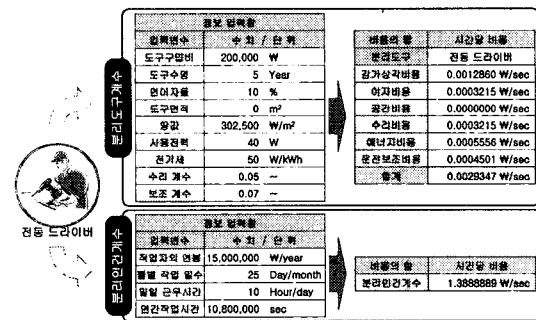 정보 입력창
입력변수 수 치 / 단 위
도구구입비 200,000 ₩
도구수명 5 Year
연이자율 10 %
도구면적 0 m²
땅값 302,500 ₩/m²
사용전력 40 W
전기세 50 ₩/kWh
수리 계수 0.05 ~
보조 계수 0.07 ~
분리도구계수
비용의 항 시간당 비용
분리도구 전동 드라이버
감가상각비용 0.0012860 ₩/sec
이자비용 0.0003215 ₩/sec
공간비용 0.0000000 ₩/sec
수리비용 0.0003215 ₩/sec
에너지비용 0.0005556 ₩/sec
운전보조비용 0.0004501 ₩/sec
합계 0.0029347 ₩/sec
전동 드라이버
분리인건계수
정보 입력창
입력변수 수 치 / 단 위
작업자의 연봉 15,000,000 ₩/year
월별 작업 일수 25 Day/month
일일 근무시간 10 Hour/day
연간작업시간 10,800,000 sec
비용의 항 시간당 비용
분리인건계수 1.3888889 ₩/sec